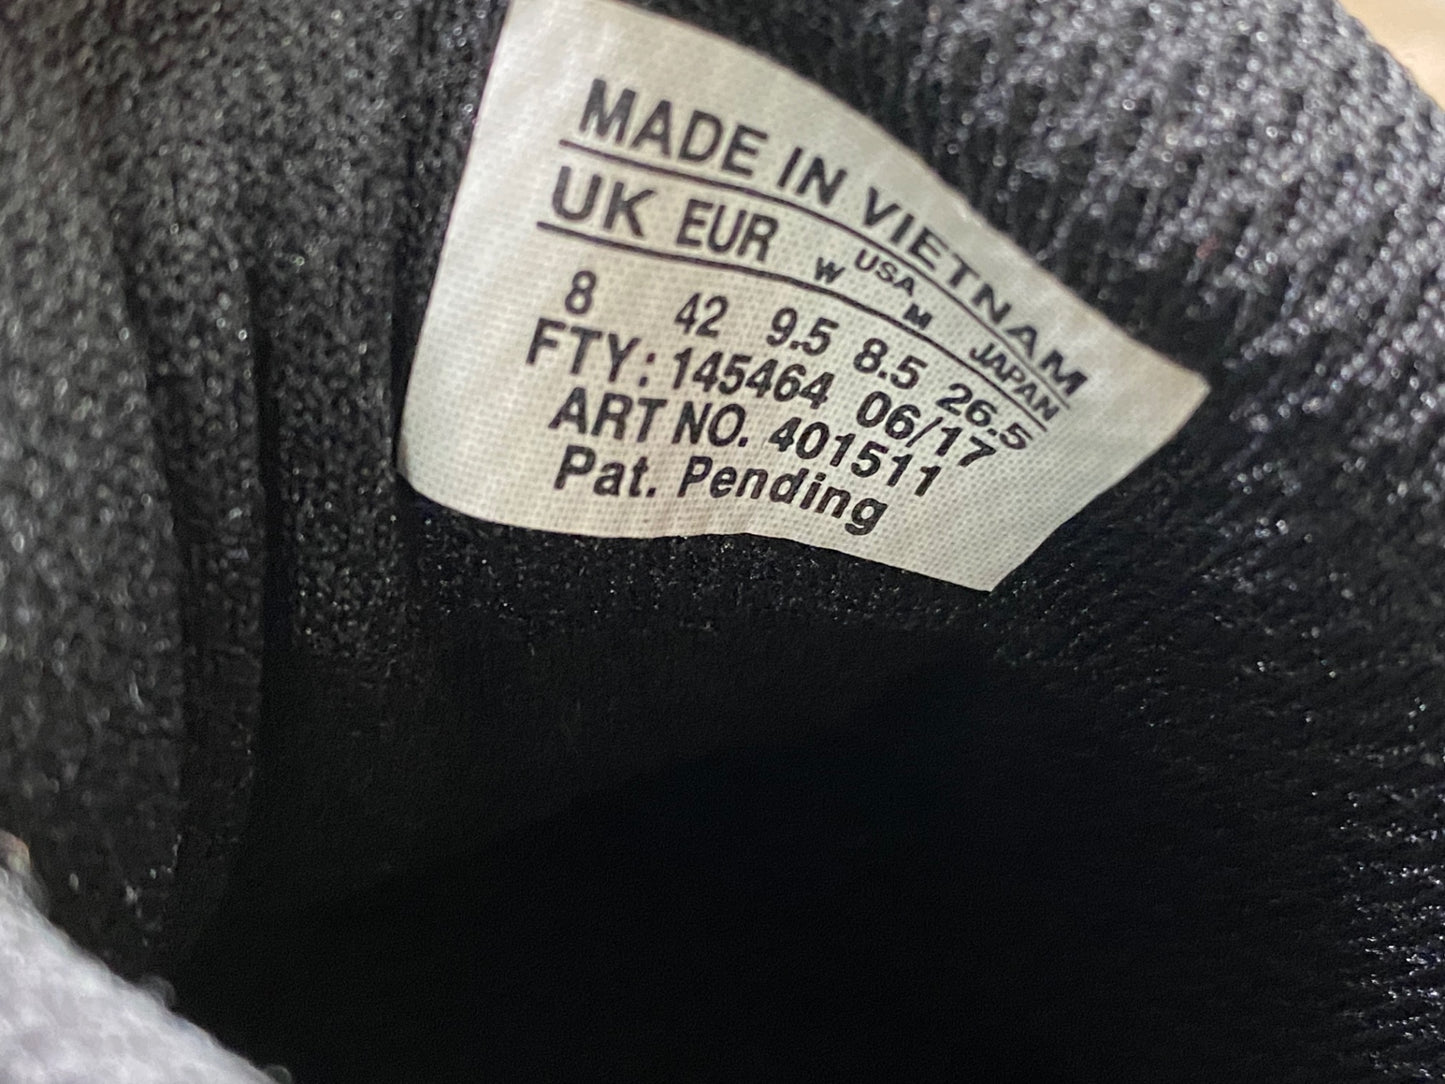 MADE IN VIETNAM
UK EUR USA JAPAN
W M
8 42 9.5 8.5 26.5
FTY: 145464 06/17
ART NO. 401511
Pat. Pending